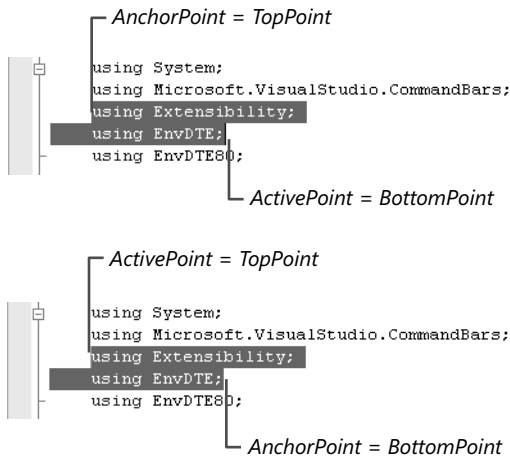 AnchorPoint = TopPoint
using System;
using Microsoft.VisualStudio.CommandBars;
using Extensibility;
using EnvDTE;
using EnvDTE80;
ActivePoint = BottomPoint
ActivePoint = TopPoint
using System;
using Microsoft.VisualStudio.CommandBars;
using Extensibility;
using EnvDTE;
using EnvDTE80;
AnchorPoint = BottomPoint